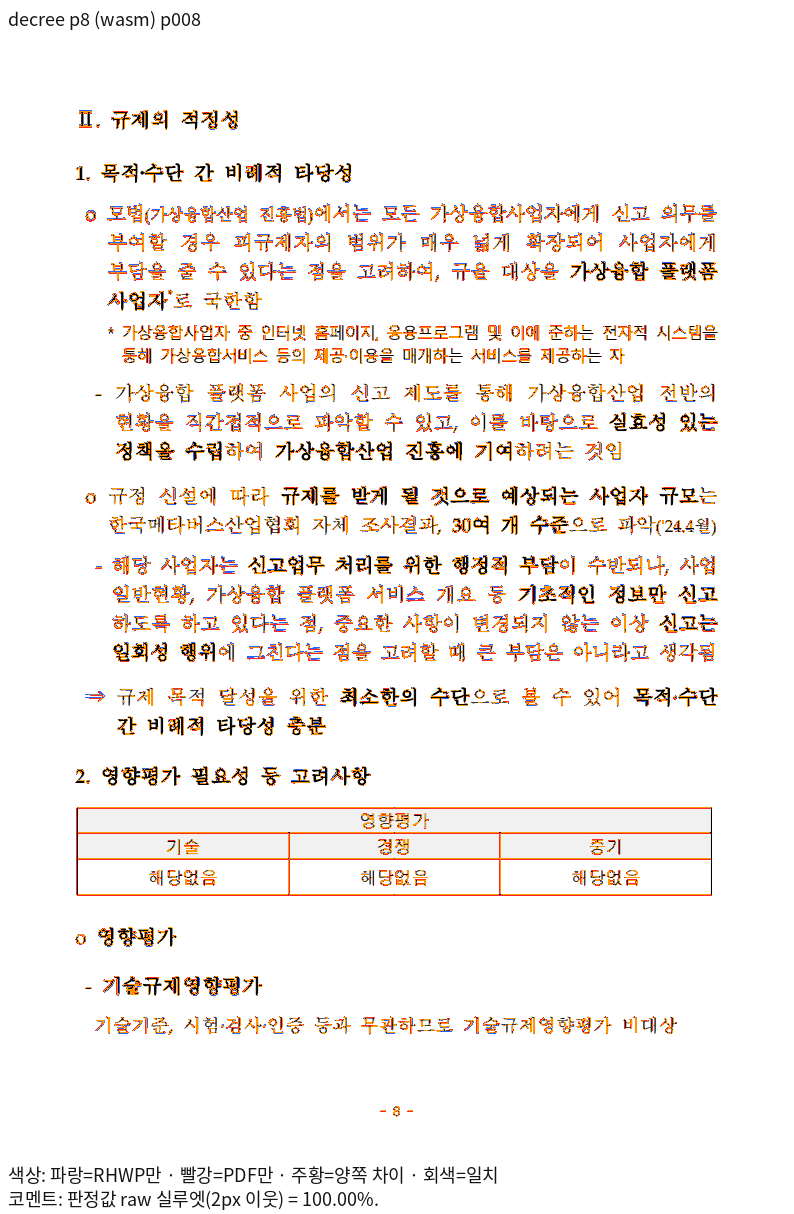 decree p8 (wasm) p008
Ⅱ. 규제의 적정성
1. 목적·수단 간 비례적 타당성
o 모법(가상융합산업 진흥법)에서는 모든 가상융합사업자에게 신고 의무를
부여할 경우 피규제자의 범위가 매우 넓게 확장되어 사업자에게
부담을 줄 수 있다는 점을 고려하여, 규율 대상을 가상융합 플랫폼
사업자*로 국한함
* 가상융합사업자 중 인터넷 홈페이지, 응용프로그램 및 이에 준하는 전자적 시스템을
통해 가상융합서비스 등의 제공·이용을 매개하는 서비스를 제공하는 자
- 가상융합 플랫폼 사업의 신고 제도를 통해 가상융합산업 전반의
현황을 직간접적으로 파악할 수 있고, 이를 바탕으로 실효성 있는
정책을 수립하여 가상융합산업 진흥에 기여하려는 것임
o 규정 신설에 따라 규제를 받게 될 것으로 예상되는 사업자 규모는
한국메타버스산업협회 자체 조사결과, 30여 개 수준으로 파악('24.4월)
- 해당 사업자는 신고업무 처리를 위한 행정적 부담이 수반되나, 사업
일반현황, 가상융합 플랫폼 서비스 개요 등 기초적인 정보만 신고
하도록 하고 있다는 점, 중요한 사항이 변경되지 않는 이상 신고는
일회성 행위에 그친다는 점을 고려할 때 큰 부담은 아니라고 생각됨
⇒ 규제 목적 달성을 위한 최소한의 수단으로 볼 수 있어 목적·수단
간 비례적 타당성 충분
2. 영향평가 필요성 등 고려사항
영향평가
기술 경쟁 중기
해당없음 해당없음 해당없음
o 영향평가
- 기술규제영향평가
기술기준, 시험·검사·인증 등과 무관하므로 기술규제영향평가 비대상
- 8 -
색상: 파랑=RHWP만 · 빨강=PDF만 · 주황=양쪽 차이 · 회색=일치
코멘트: 판정값 raw 실루엣(2px 이웃) = 100.00%.